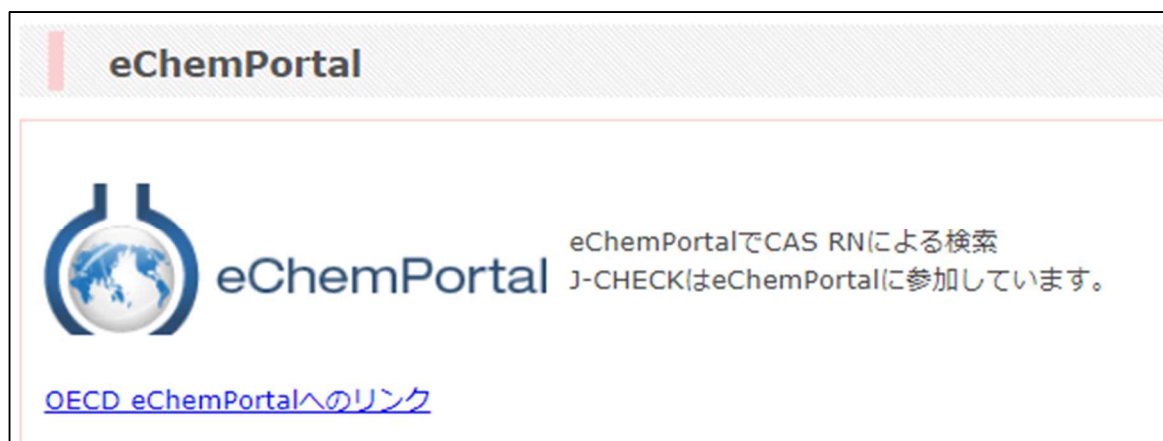 eChemPortal
eChemPortal
eChemPortalでCAS RNによる検索
J-CHECKはeChemPortalに参加しています。
OECD eChemPortalへのリンク